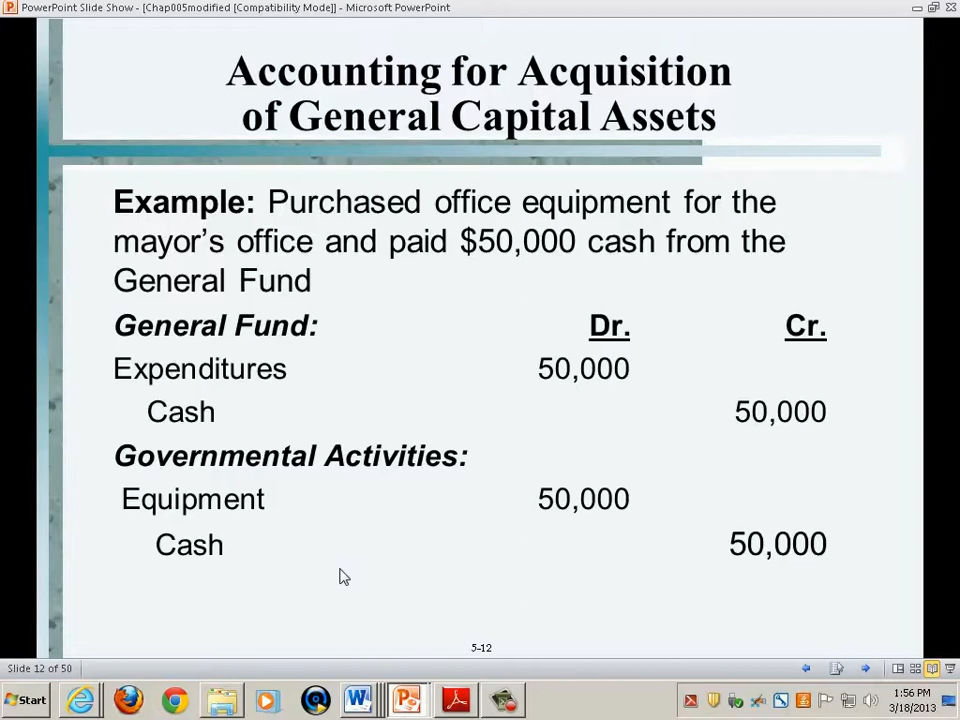 PowerPoint Slide Show - [Chap005modified [Compatibility Mode]] - Microsoft PowerPoint
Accounting for Acquisition
of General Capital Assets
Example: Purchased office equipment for the
mayor's office and paid $50,000 cash from the
General Fund
General Fund: Dr. Cr.
Expenditures 50,000
Cash 50,000
Governmental Activities:
Equipment 50,000
Cash 50,000
5-12
Slide 12 of 50
Start
1:56 PM
3/18/2013